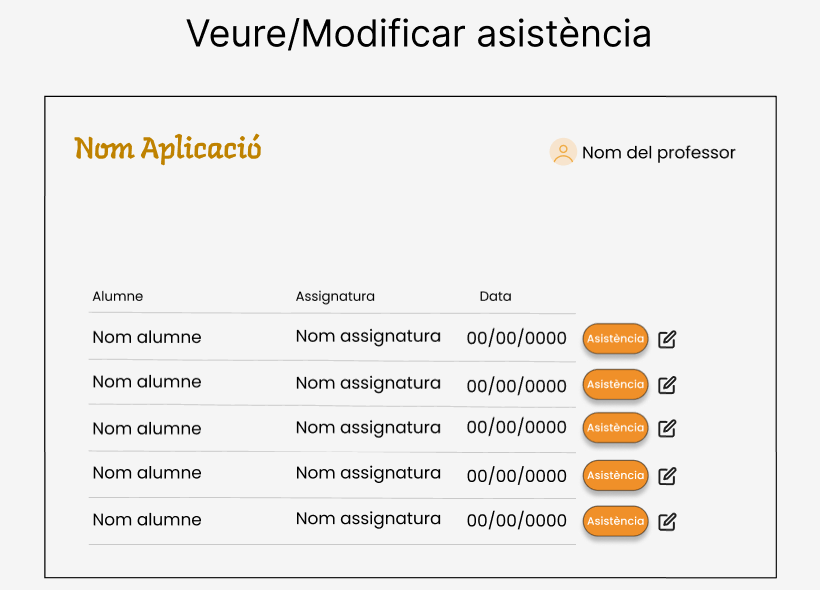 Veure/Modificar asistència
Nom Aplicació
Nom del professor
Alumne Assignatura Data
Nom alumne Nom assignatura 00/00/0000 Asistència
Nom alumne Nom assignatura 00/00/0000 Asistència
Nom alumne Nom assignatura 00/00/0000 Asistència
Nom alumne Nom assignatura 00/00/0000 Asistència
Nom alumne Nom assignatura 00/00/0000 Asistència